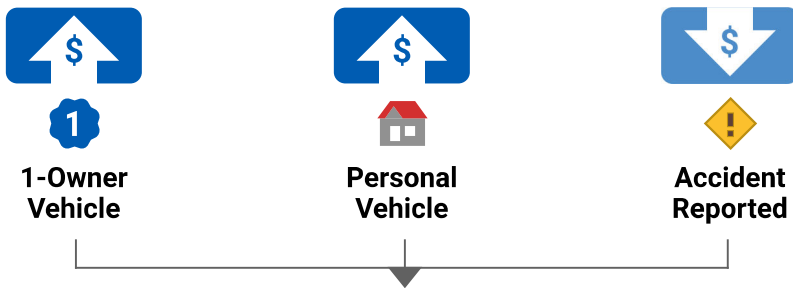 $
$
$
1
!
1-Owner
Vehicle
Personal
Vehicle
Accident
Reported